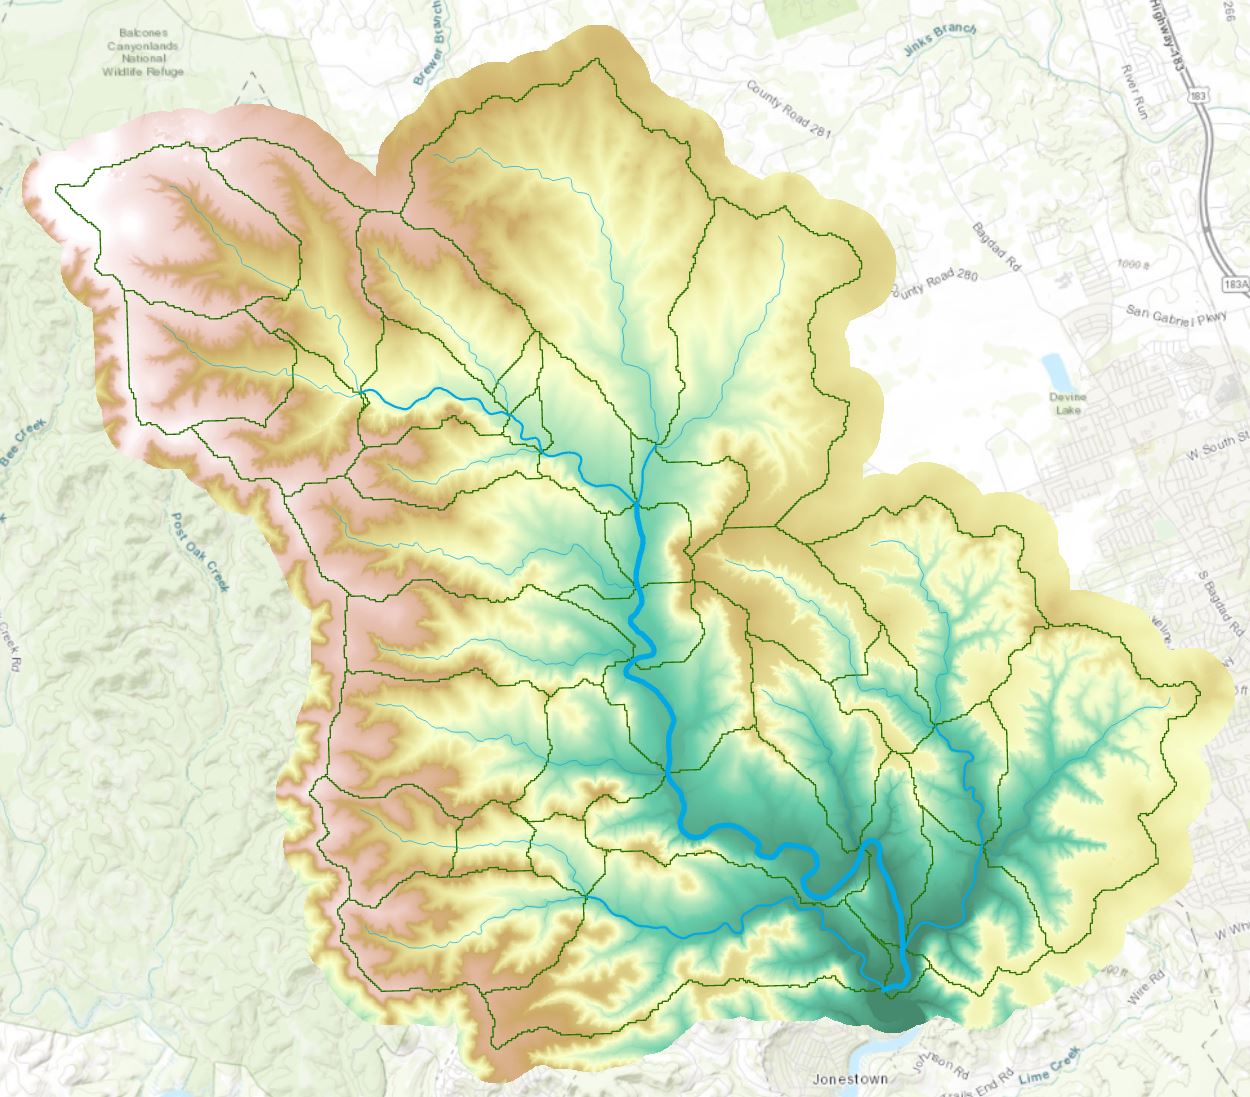 Balcones
Canyonlands
National
Wildlife Refuge
Brewer Branch
Jinks Branch
Highway 183
266
River Run
183
County Road 281
Bagdad Rd
1000 ft
183A
County Road 280
San Gabriel Pkwy
Devine
Lake
W South St
Bee Creek
Post Oak Creek
S Bagdad Rd
Creek Rd
Wire Rd
Jonestown
Johnson Rd
Trails End Rd
Lime Creek